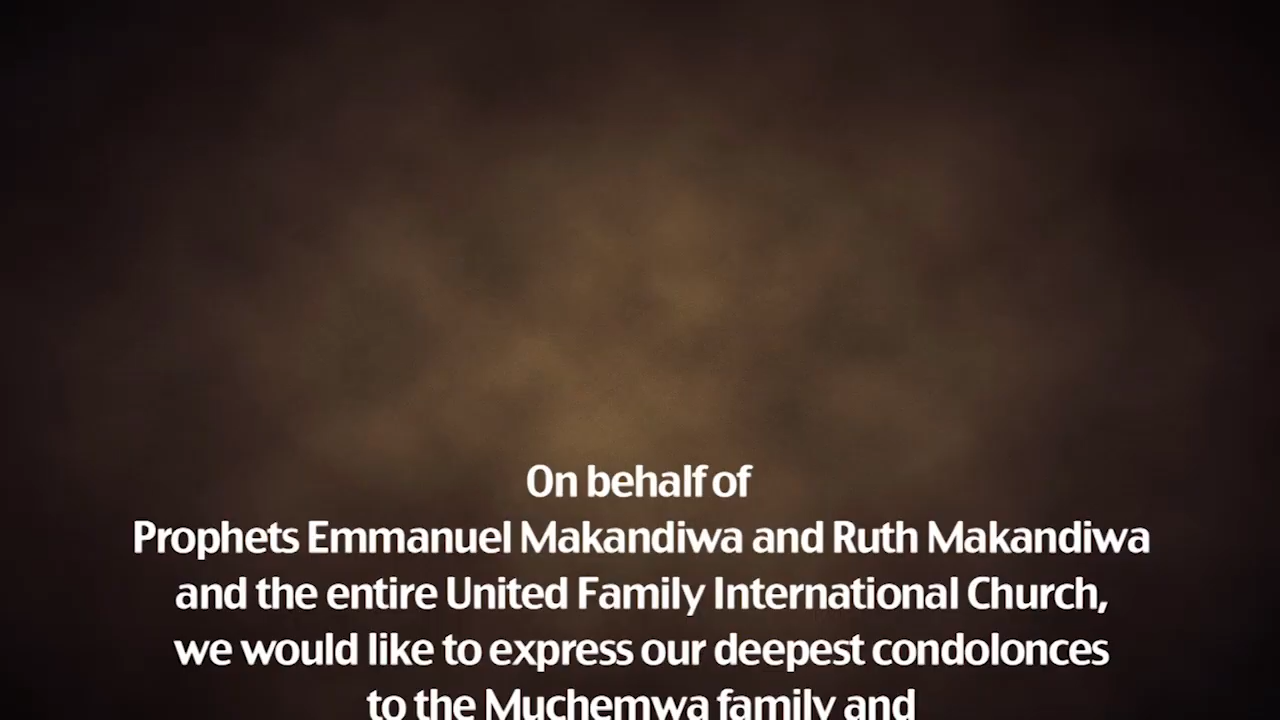 On behalf of
Prophets Emmanuel Makandiwa and Ruth Makandiwa
and the entire United Family International Church,
we would like to express our deepest condolonces
to the Muchemwa family and